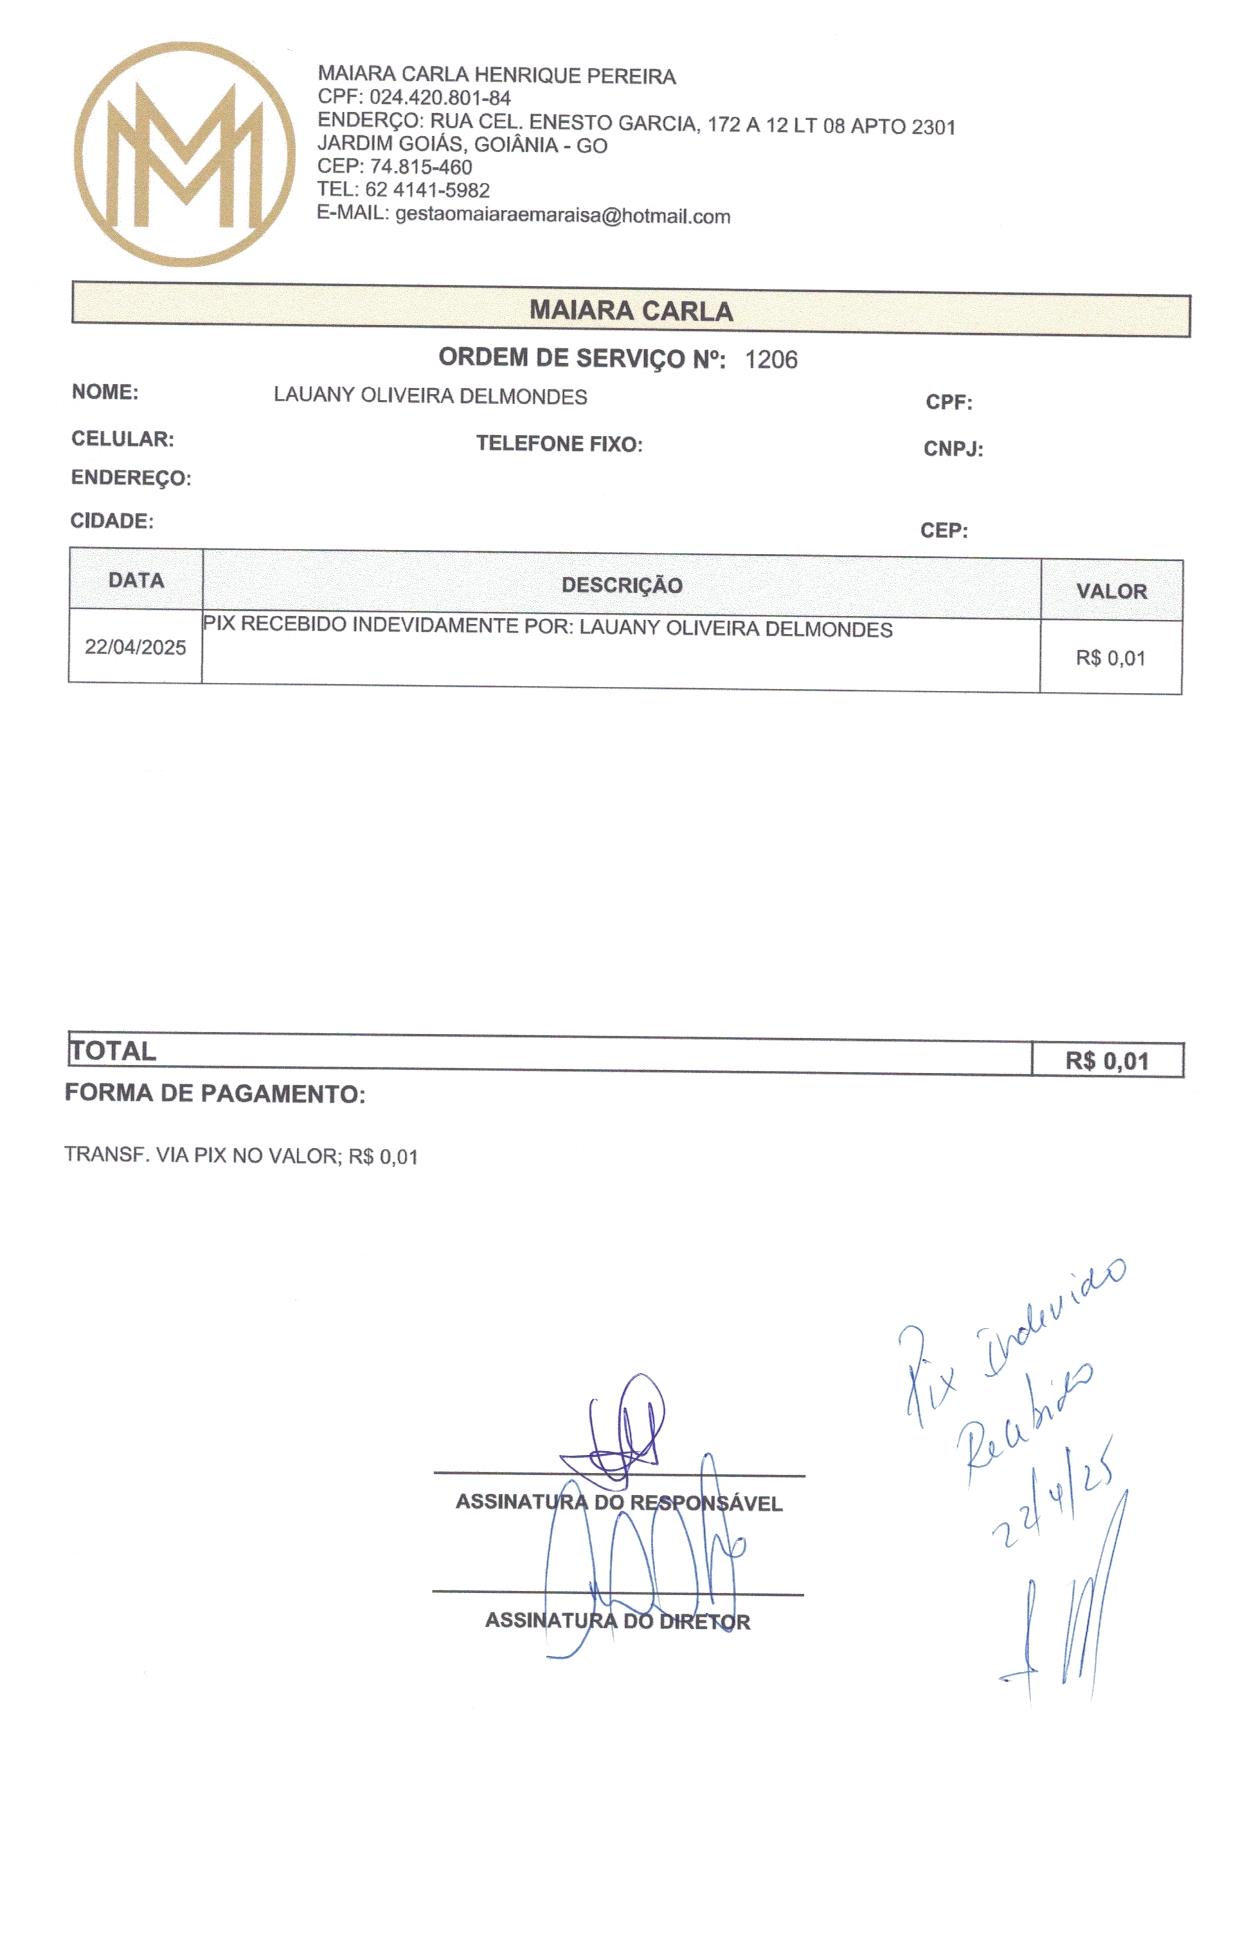 MAIARA CARLA HENRIQUE PEREIRA
CPF: 024.420.801-84
ENDERÇO: RUA CEL. ENESTO GARCIA, 172 A 12 LT 08 APTO 2301
JARDIM GOIÁS, GOIÂNIA - GO
CEP: 74.815-460
TEL: 62 4141-5982
E-MAIL: gestaomaiaraemaraisa@hotmail.com
MAIARA CARLA
ORDEM DE SERVIÇO Nº: 1206
NOME: LAUANY OLIVEIRA DELMONDES CPF:
CELULAR: TELEFONE FIXO: CNPJ:
ENDEREÇO:
CIDADE: CEP:
DATA DESCRIÇÃO VALOR
22/04/2025 PIX RECEBIDO INDEVIDAMENTE POR: LAUANY OLIVEIRA DELMONDES R$ 0,01
TOTAL R$ 0,01
FORMA DE PAGAMENTO:
TRANSF. VIA PIX NO VALOR; R$ 0,01
Pix Indevido
Recebido
22/4/25
ASSINATURA DO RESPONSÁVEL
ASSINATURA DO DIRETOR